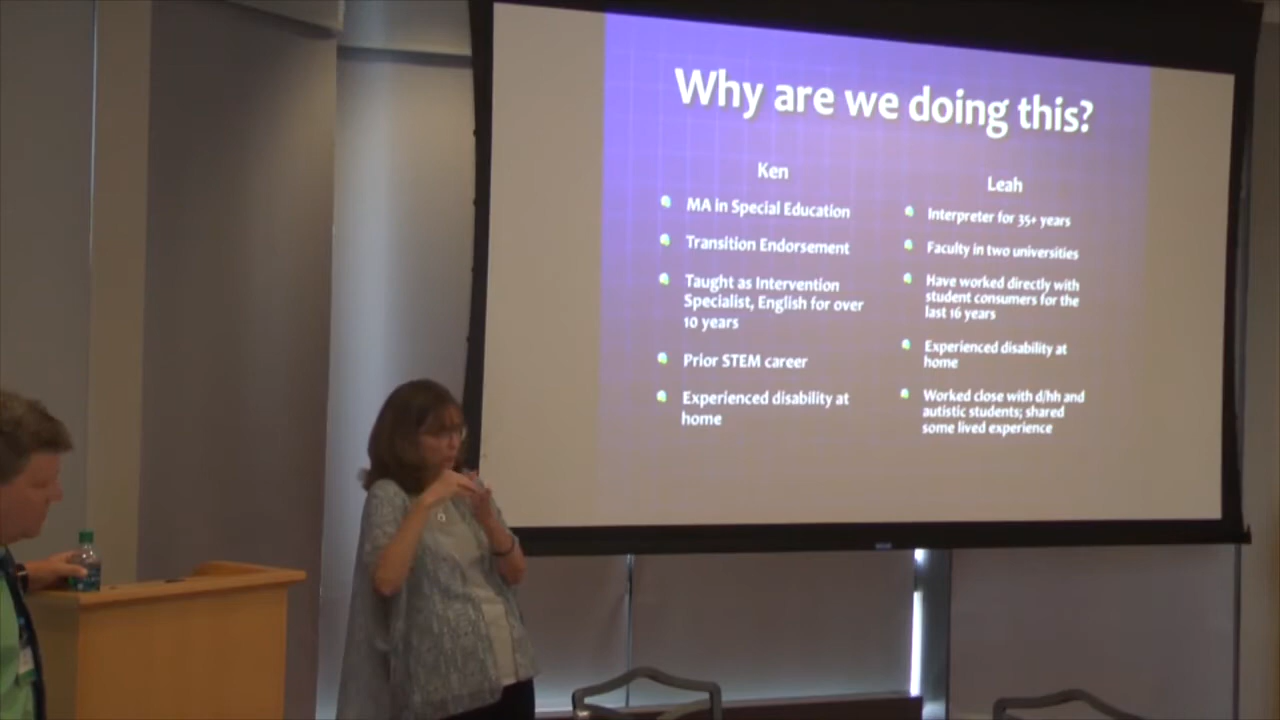 Why are we doing this?
Ken
MA in Special Education
Transition Endorsement
Taught as Intervention
Specialist, English for over
10 years
Prior STEM career
Experienced disability at
home
Leah
Interpreter for 35+ years
Faculty in two universities
Have worked directly with
student consumers for the
last 16 years
Experienced disability at
home
Worked close with d/hh and
autistic students; shared
some lived experience